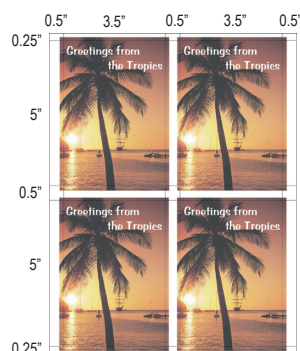 0.5" 3.5" 0.5" 3.5" 0.5"
0.25"
Greetings from
the Tropics
Greetings from
the Tropics
5"
0.5"
Greetings from
the Tropics
Greetings from
the Tropics
5"
0.25"